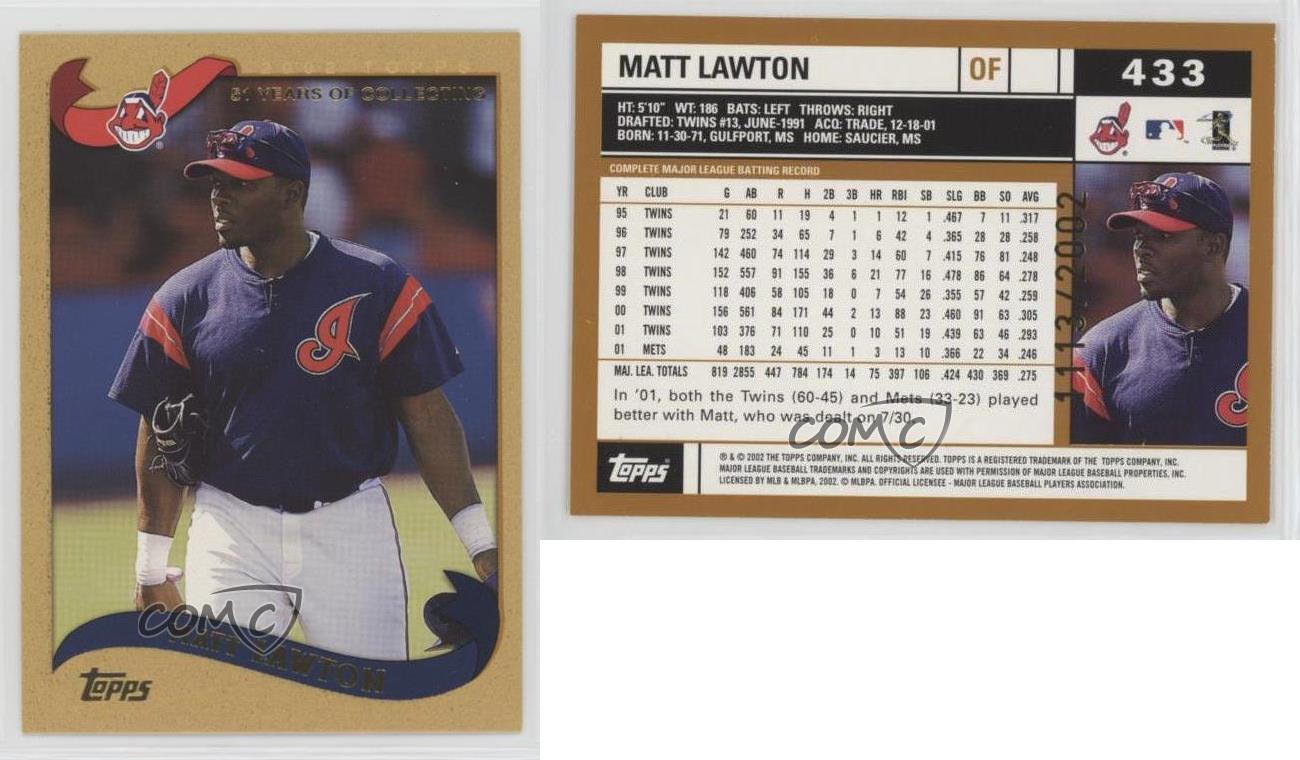 2002 TOPPS
51 YEARS OF COLLECTING
I
COMC
MATT LAWTON
TOPPS
MATT LAWTON
OF
433
HT: 5'10" WT: 186 BATS: LEFT THROWS: RIGHT
DRAFTED: TWINS #13, JUNE-1991 ACQ: TRADE, 12-18-01
BORN: 11-30-71, GULFPORT, MS HOME: SAUCIER, MS
COMPLETE MAJOR LEAGUE BATTING RECORD
YR CLUB G AB R H 2B 3B HR RBI SB SLG BB SO AVG
95 TWINS 21 60 11 19 4 1 1 12 1 .467 7 11 .317
96 TWINS 79 252 34 65 7 1 6 42 4 .365 28 28 .258
97 TWINS 142 460 74 114 29 3 14 60 7 .415 76 81 .248
98 TWINS 152 557 91 155 36 6 21 77 16 .478 86 64 .278
99 TWINS 118 406 58 105 18 0 7 54 26 .355 57 42 .259
00 TWINS 156 561 84 171 44 2 13 88 23 .460 91 63 .305
01 TWINS 103 376 71 110 25 0 10 51 19 .439 63 46 .293
01 METS 48 183 24 45 11 1 3 13 10 .366 22 34 .246
MAJ. LEA. TOTALS 819 2855 447 784 174 14 75 397 106 .424 430 369 .275
In '01, both the Twins (60-45) and Mets (33-23) played
better with Matt, who was dealt on 7/30.
1113/2002
COMC
TOPPS
® & © 2002 THE TOPPS COMPANY, INC. ALL RIGHTS RESERVED. TOPPS IS A REGISTERED TRADEMARK OF THE TOPPS COMPANY, INC.
MAJOR LEAGUE BASEBALL TRADEMARKS AND COPYRIGHTS ARE USED WITH PERMISSION OF MAJOR LEAGUE BASEBALL PROPERTIES, INC.
LICENSED BY MLB & MLBPA, 2002. © MLBPA. OFFICIAL LICENSEE - MAJOR LEAGUE BASEBALL PLAYERS ASSOCIATION.